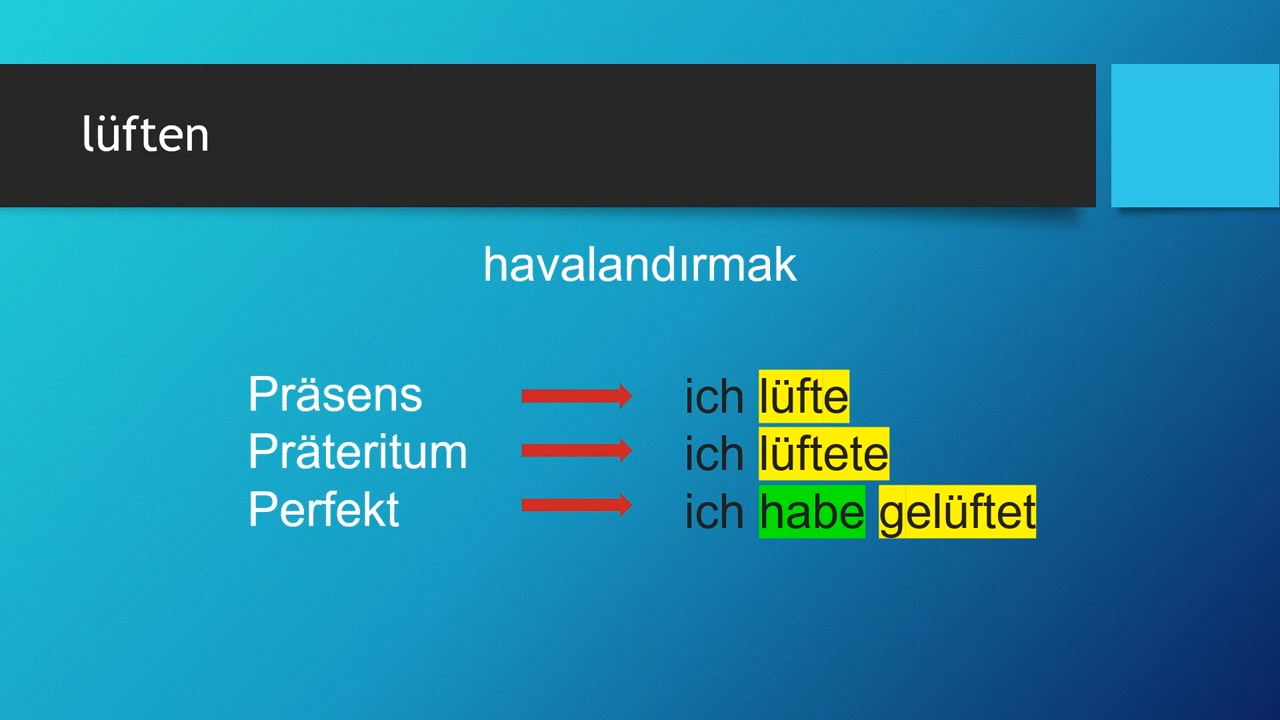 lüften
havalandırmak
Präsens ich lüfte
Präteritum ich lüftete
Perfekt ich habe gelüftet